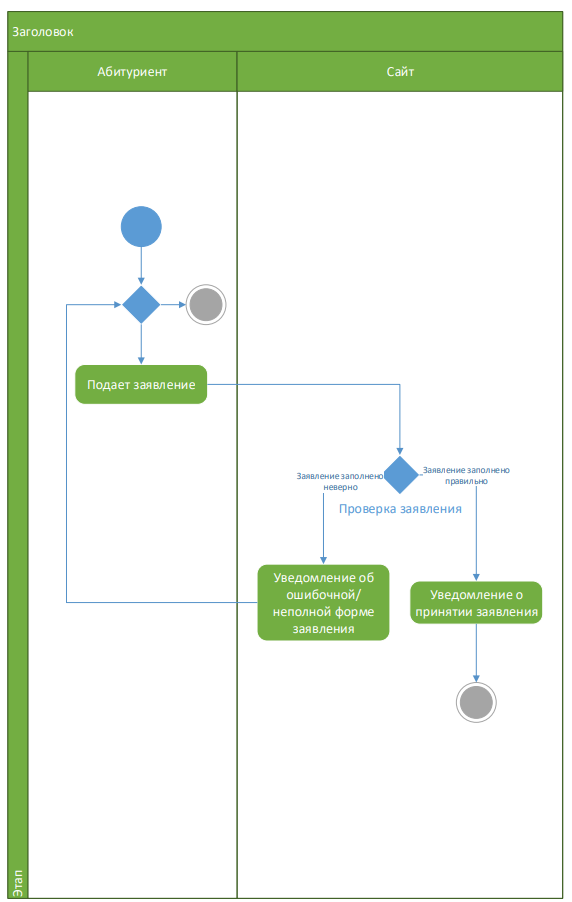 Заголовок
Абитуриент
Сайт
Подает заявление
Заявление заполнено
неверно
Заявление заполнено
правильно
Проверка заявления
Уведомление об
ошибочной/
неполной форме
заявления
Уведомление о
принятии заявления
Этап